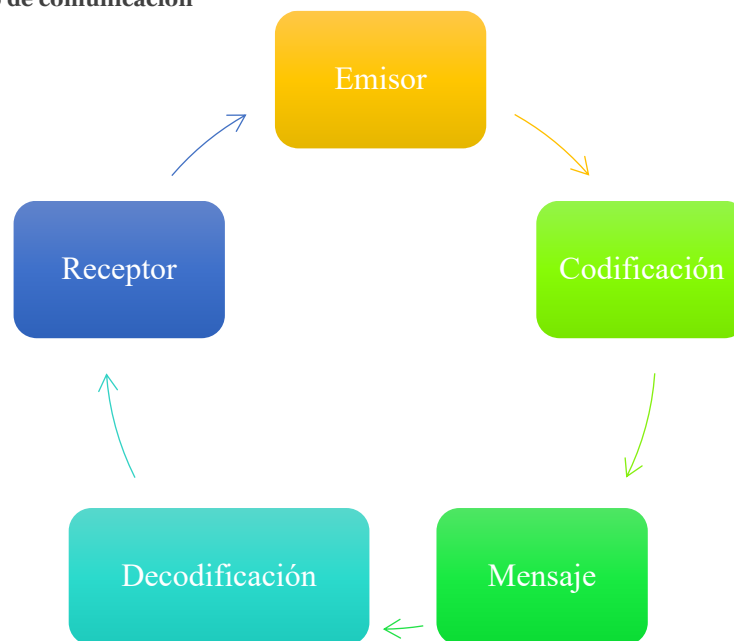 de comunicación
Emisor
Codificación
Mensaje
Decodificación
Receptor